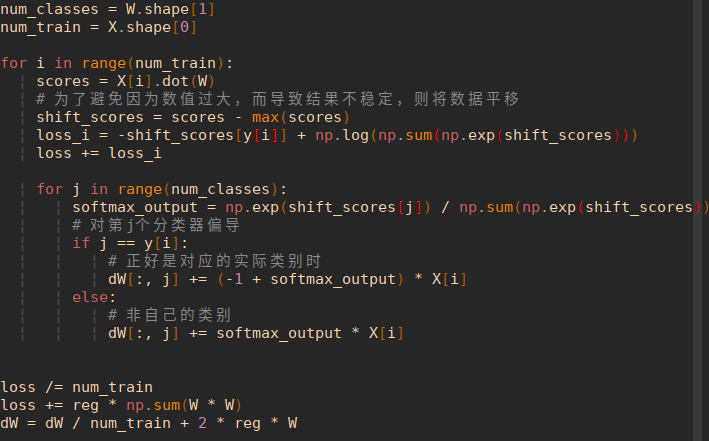 num_classes = W.shape[1]
num_train = X.shape[0]
for i in range(num_train):
scores = X[i].dot(W)
# 为了避免因为数值过大，而导致结果不稳定，则将数据平移
shift_scores = scores - max(scores)
loss_i = -shift_scores[y[i]] + np.log(np.sum(np.exp(shift_scores)))
loss += loss_i
for j in range(num_classes):
softmax_output = np.exp(shift_scores[j]) / np.sum(np.exp(shift_scores))
# 对第j个分类器偏导
if j == y[i]:
# 正好是对应的实际类别时
dW[:, j] += (-1 + softmax_output) * X[i]
else:
# 非自己的类别
dW[:, j] += softmax_output * X[i]
loss /= num_train
loss += reg * np.sum(W * W)
dW = dW / num_train + 2 * reg * W